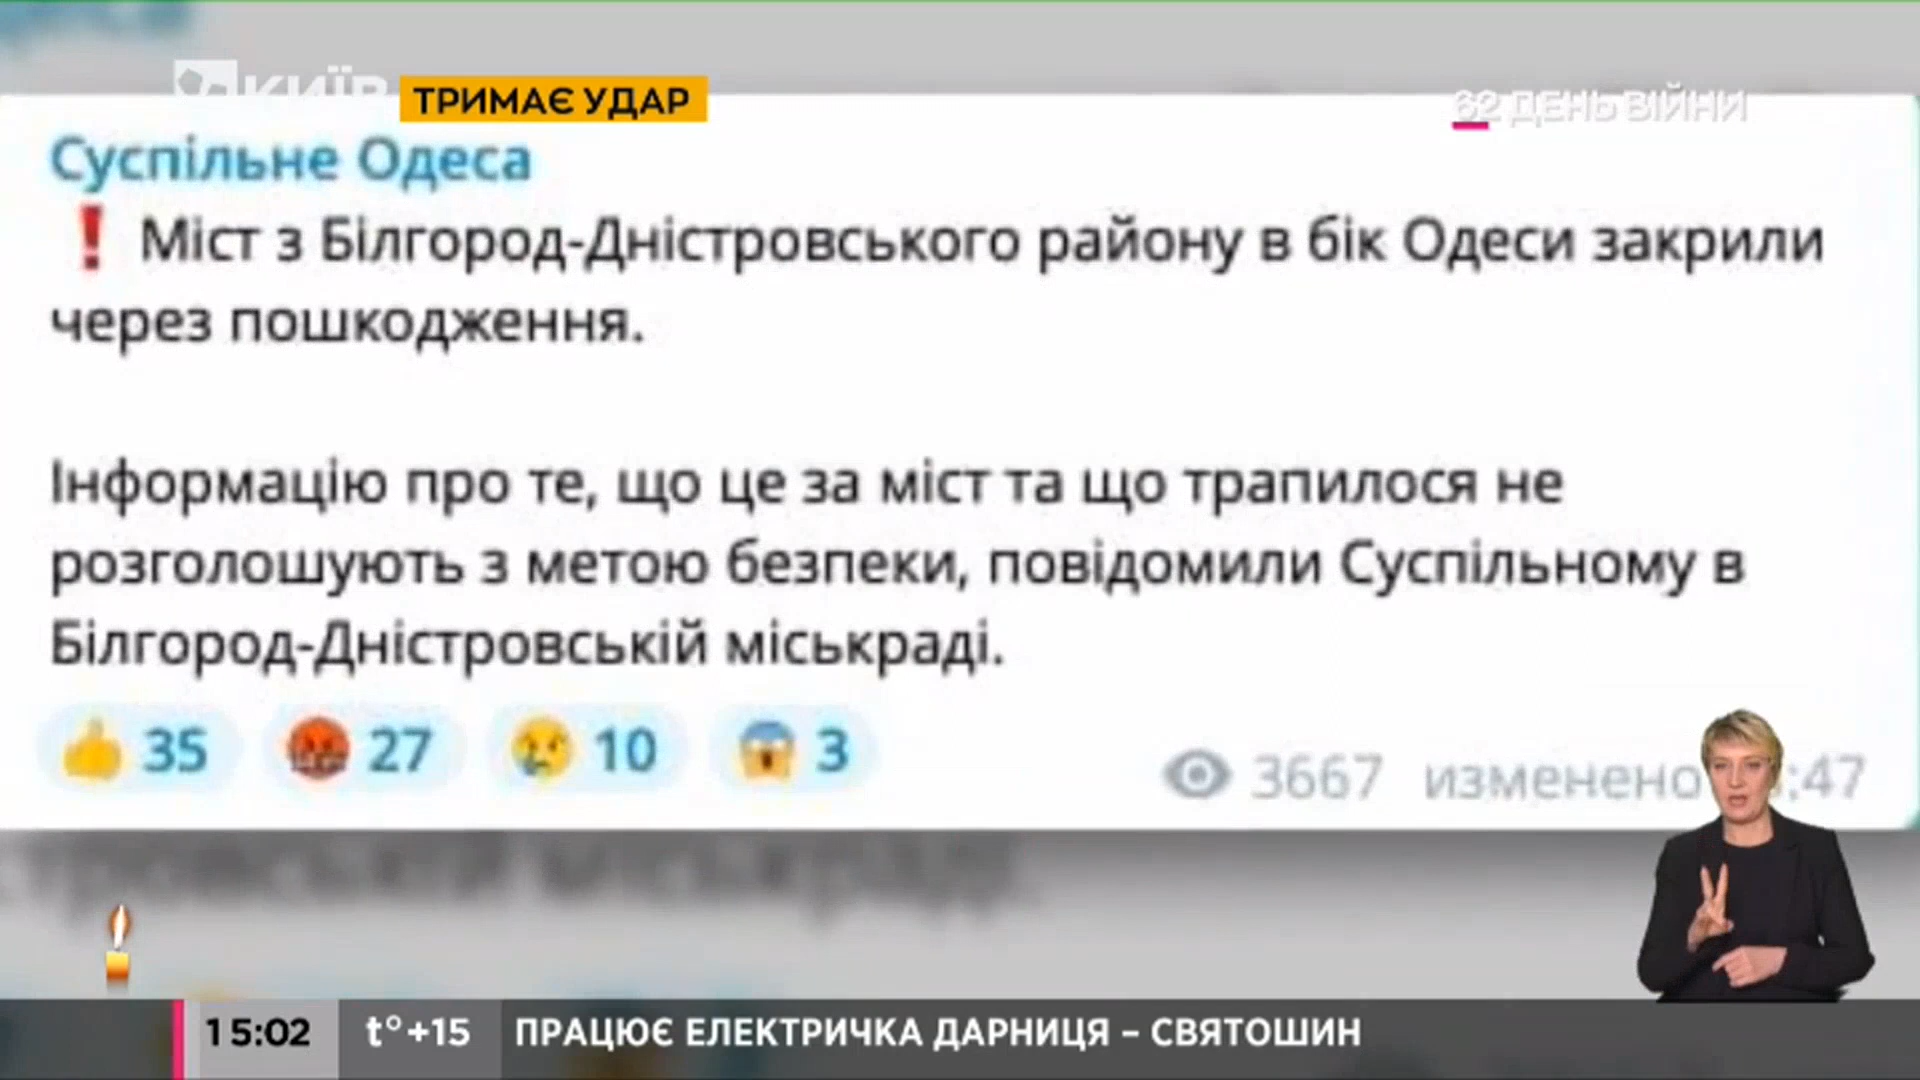 КИЇВ
ТРИМАЄ УДАР
62 ДЕНЬ ВІЙНИ
Суспільне Одеса
❗ Міст з Білгород-Дністровського району в бік Одеси закрили
через пошкодження.
Інформацію про те, що це за міст та що трапилося не
розголошують з метою безпеки, повідомили Суспільному в
Білгород-Дністровській міськраді.
35 27 10 3
3667 изменено :47
15:02 t°+15 ПРАЦЮЄ ЕЛЕКТРИЧКА ДАРНИЦЯ – СВЯТОШИН